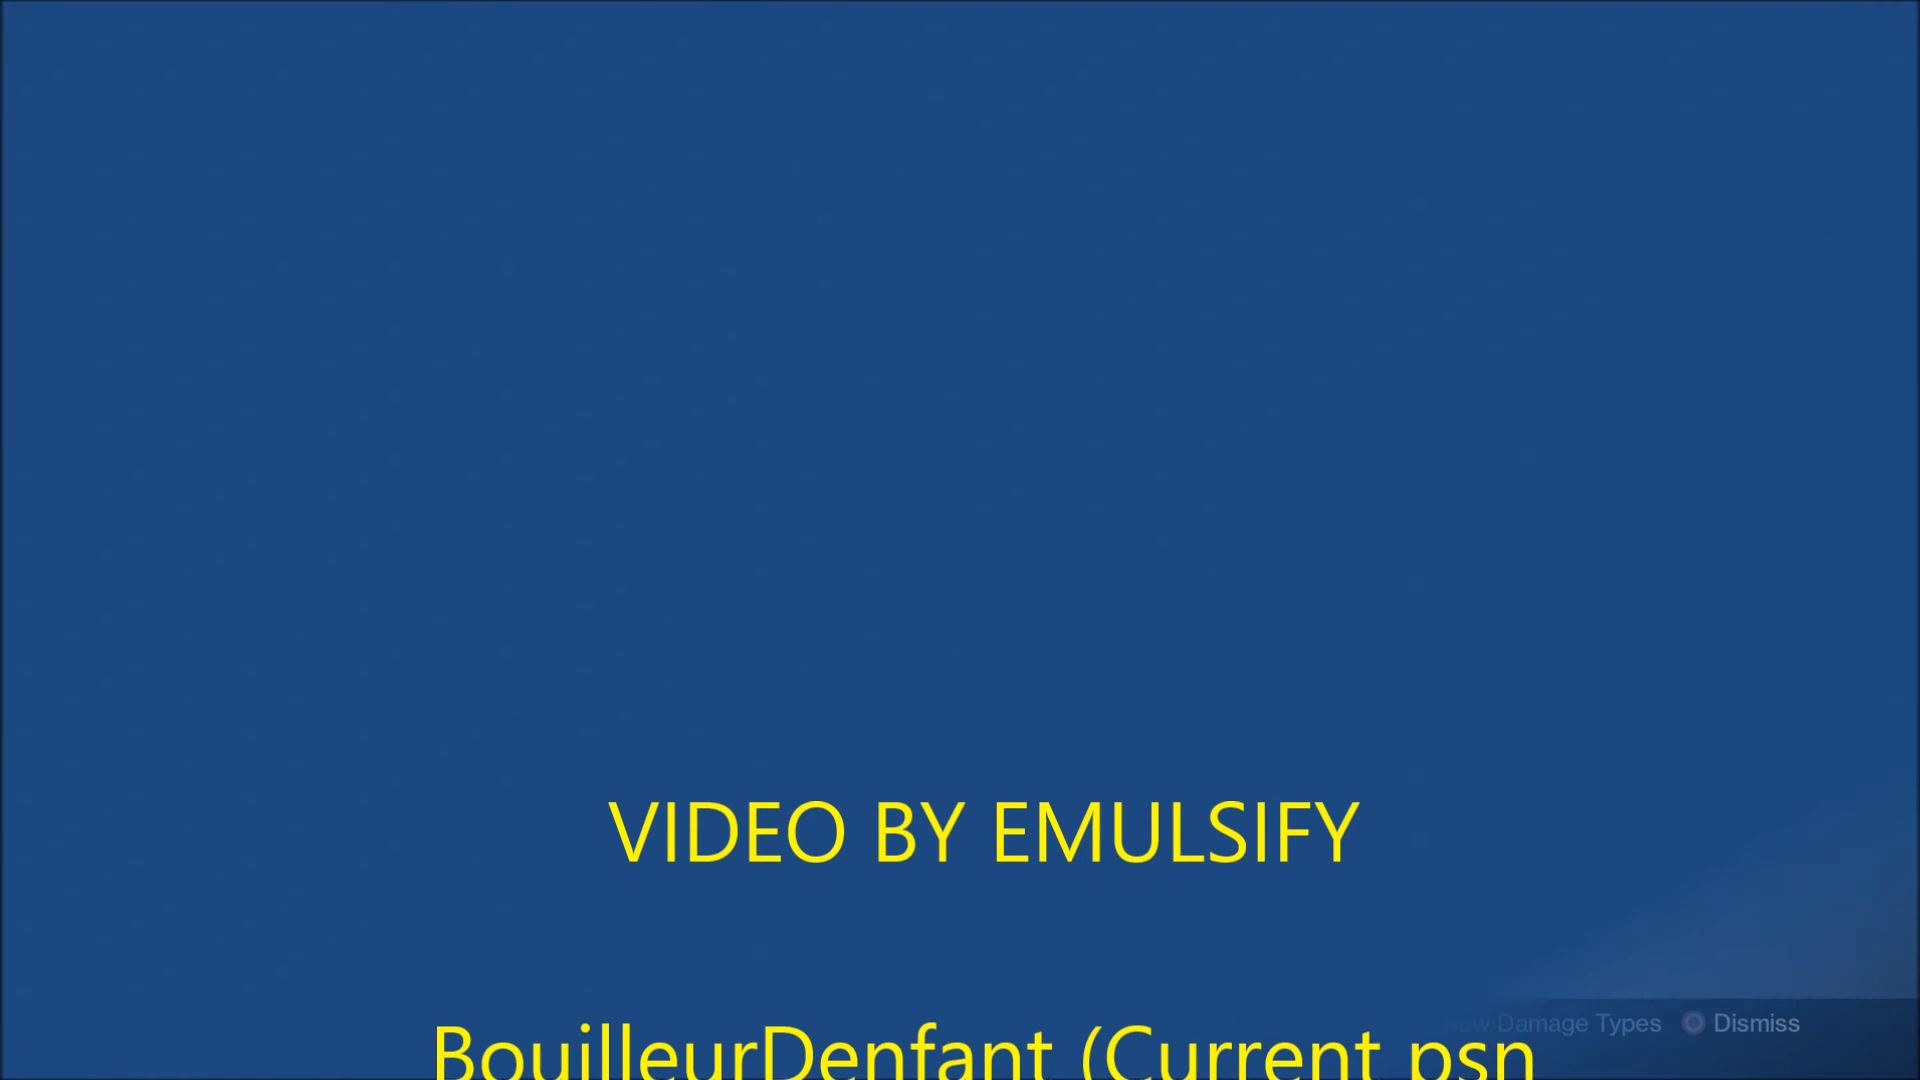 VIDEO BY EMULSIFY
Damage Types Dismiss
BouilleurDenfant (Current psn